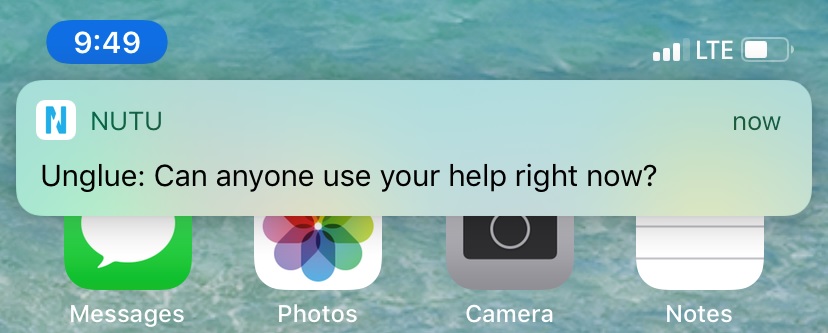 9:49 LTE
NUTU now
Unglue: Can anyone use your help right now?
Messages Photos Camera Notes